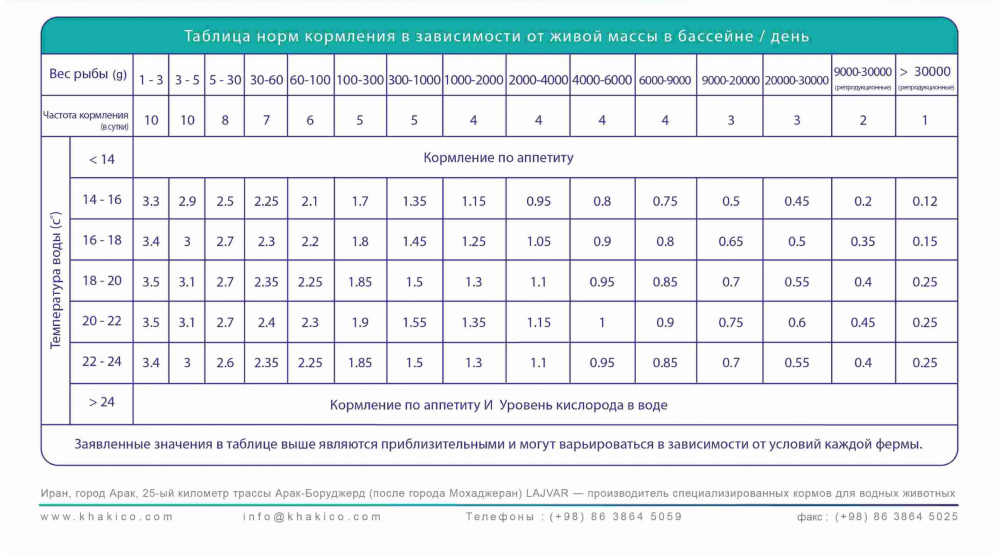 Таблица норм кормления в зависимости от живой массы в бассейне / день
Вес рыбы (g) 1 - 3 3 - 5 5 - 30 30-60 60-100 100-300 300-1000 1000-2000 2000-4000 4000-6000 6000-9000 9000-20000 20000-30000 9000-30000 (репродукционные) > 30000 (репродукционные)
Частота кормления (в сутки) 10 10 8 7 6 5 5 4 4 4 4 3 3 2 1
Температура воды (c°)
< 14 Кормление по аппетиту
14 - 16 3.3 2.9 2.5 2.25 2.1 1.7 1.35 1.15 0.95 0.8 0.75 0.5 0.45 0.2 0.12
16 - 18 3.4 3 2.7 2.3 2.2 1.8 1.45 1.25 1.05 0.9 0.8 0.65 0.5 0.35 0.15
18 - 20 3.5 3.1 2.7 2.35 2.25 1.85 1.5 1.3 1.1 0.95 0.85 0.7 0.55 0.4 0.25
20 - 22 3.5 3.1 2.7 2.4 2.3 1.9 1.55 1.35 1.15 1 0.9 0.75 0.6 0.45 0.25
22 - 24 3.4 3 2.6 2.35 2.25 1.85 1.5 1.3 1.1 0.95 0.85 0.7 0.55 0.4 0.25
> 24 Кормление по аппетиту И Уровень кислорода в воде
Заявленные значения в таблице выше являются приблизительными и могут варьироваться в зависимости от условий каждой фермы.
Иран, город Арак, 25-ый километр трассы Арак-Боруджерд (после города Мохаджеран) LAJVAR — производитель специализированных кормов для водных животных
www.khakico.com info@khakico.com Телефоны : (+98) 86 3864 5059 факс : (+98) 86 3864 5025